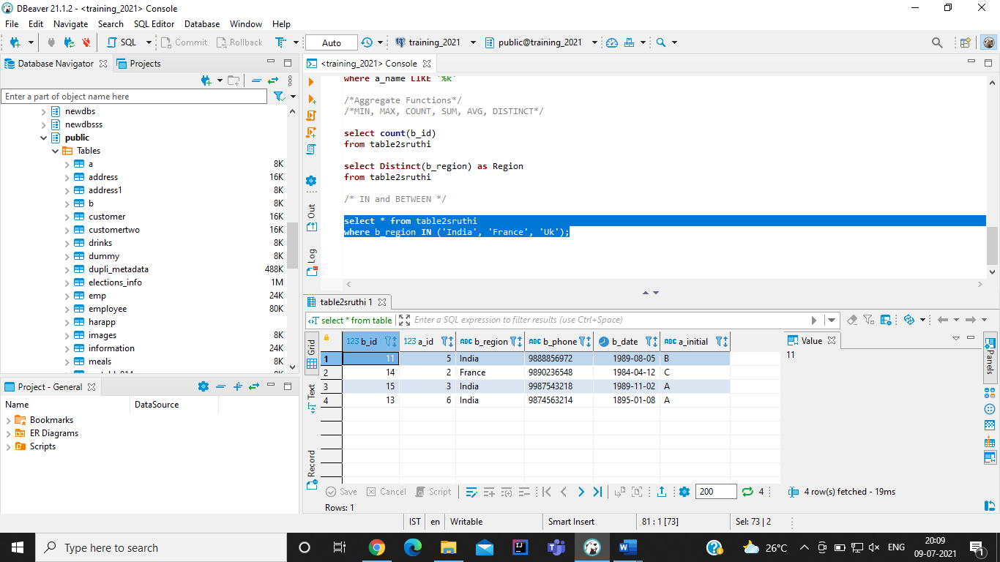 DBeaver 21.1.2 - <training_2021> Console
File Edit Navigate Search SQL Editor Database Window Help
SQL Commit Rollback Auto training_2021 public@training_2021
Database Navigator Projects
Enter a part of object name here
newdbs
newdbsss
public
Tables
a 8K
address 16K
address1 8K
b 8K
customer 16K
customertwo 16K
drinks 8K
dummy 8K
dupli_metadata 488K
elections_info 1M
emp 24K
employee 80K
harapp
images 8K
information 24K
meals 8K
Project - General
Name DataSource
Bookmarks
ER Diagrams
Scripts
<training_2021> Console
where a_name LIKE '%k'
/*Aggregate Functions*/
/*MIN, MAX, COUNT, SUM, AVG, DISTINCT*/
select count(b_id)
from table2sruthi
select Distinct(b_region) as Region
from table2sruthi
/* IN and BETWEEN */
select * from table2sruthi
where b_region IN ('India', 'France', 'Uk');
Out
Log
table2sruthi 1
select * from table Enter a SQL expression to filter results (use Ctrl+Space)
Grid
Text
Record
123 b_id 123 a_id ABC b_region ABC b_phone b_date ABC a_initial
1 11 5 India 9888856972 1989-08-05 B
2 14 2 France 9890236548 1984-04-12 C
3 15 3 India 9987543218 1989-11-02 A
4 13 6 India 9874563214 1895-01-08 A
Value
11
Panels
Save Cancel Script 200 4 4 row(s) fetched - 19ms
Rows: 1
IST en Writable Smart Insert 81 : 1 [73] Sel: 73 | 2
Type here to search 26°C ENG 20:09
09-07-2021
1